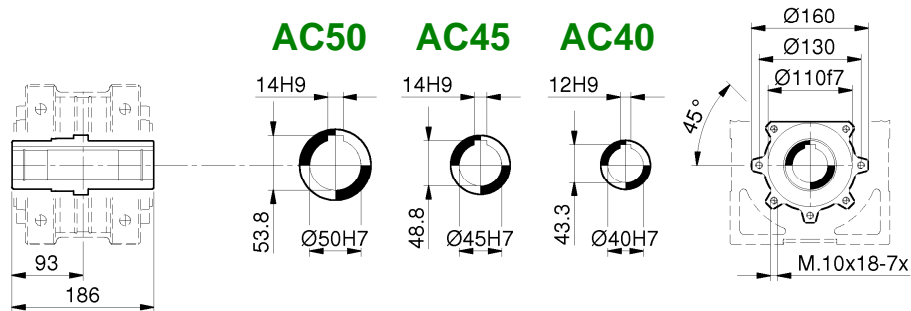 AC50 AC45 AC40
Ø160
Ø130
Ø110f7
14H9 14H9 12H9
45°
53.8 48.8 43.3
Ø50H7 Ø45H7 Ø40H7
93
186
M.10x18-7x